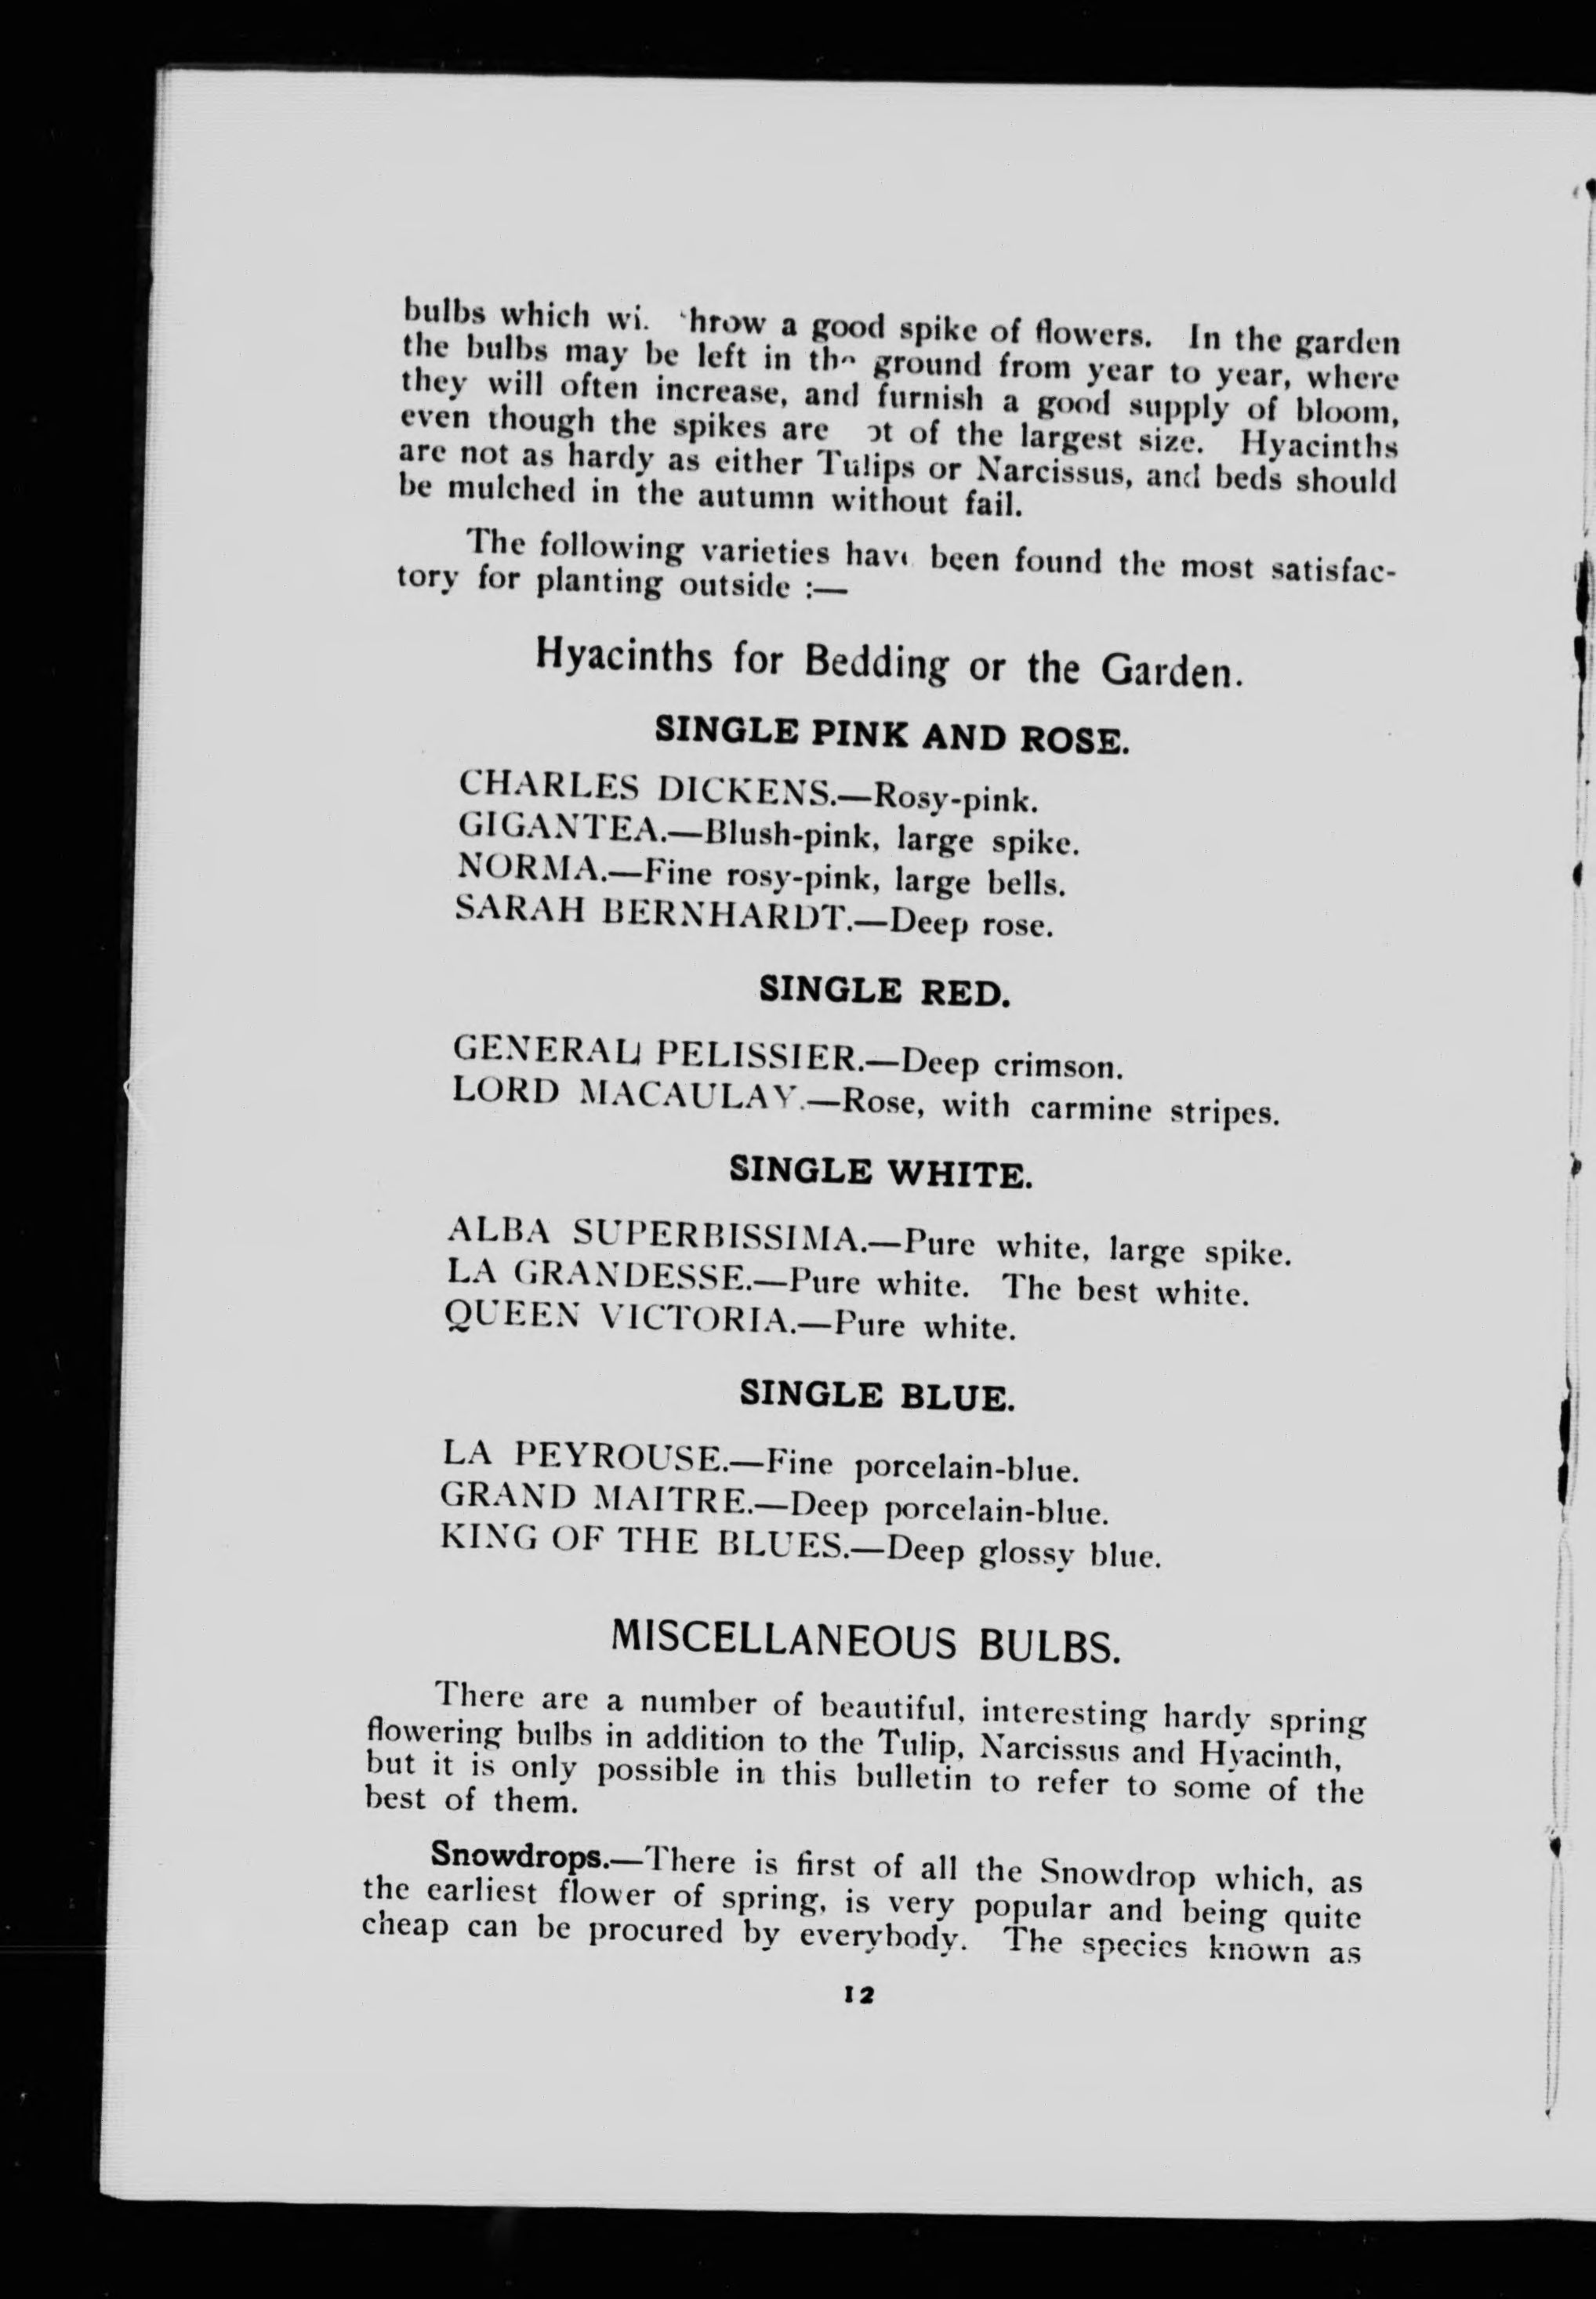 bulbs which wi. hrow a good spike of flowers. In the garden
the bulbs may be left in the ground from year to year, where
they will often increase, and furnish a good supply of bloom,
even though the spikes are ot of the largest size. Hyacinths
are not as hardy as either Tulips or Narcissus, and beds should
be mulched in the autumn without fail.
The following varieties have been found the most satisfac-
tory for planting outside :—
Hyacinths for Bedding or the Garden.
SINGLE PINK AND ROSE.
CHARLES DICKENS.—Rosy-pink.
GIGANTEA.—Blush-pink, large spike.
NORMA.—Fine rosy-pink, large bells.
SARAH BERNHARDT.—Deep rose.
SINGLE RED.
GENERAL PELISSIER.—Deep crimson.
LORD MACAULAY.—Rose, with carmine stripes.
SINGLE WHITE.
ALBA SUPERBISSIMA.—Pure white, large spike.
LA GRANDESSE.—Pure white. The best white.
QUEEN VICTORIA.—Pure white.
SINGLE BLUE.
LA PEYROUSE.—Fine porcelain-blue.
GRAND MAITRE.—Deep porcelain-blue.
KING OF THE BLUES.—Deep glossy blue.
MISCELLANEOUS BULBS.
There are a number of beautiful, interesting hardy spring
flowering bulbs in addition to the Tulip, Narcissus and Hyacinth,
but it is only possible in this bulletin to refer to some of the
best of them.
Snowdrops.—There is first of all the Snowdrop which, as
the earliest flower of spring, is very popular and being quite
cheap can be procured by everybody. The species known as
12